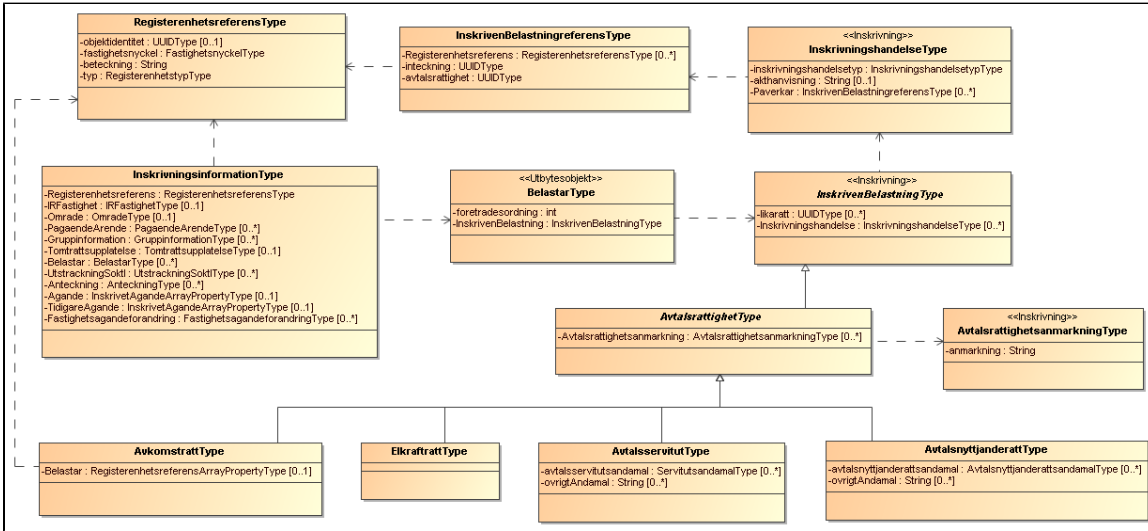 RegisterenhetsreferensType
-objektidentitet : UUIDType [0..1]
-fastighetsnyckel : FastighetsnyckelType
-beteckning : String
-typ : RegisterenhetstypType
InskrivenBelastningreferensType
-Registerenhetsreferens : RegisterenhetsreferensType [0..*]
-inteckning : UUIDType
-avtalsrattighet : UUIDType
<<Inskrivning>>
InskrivningshandelseType
-inskrivningshandelsetyp : InskrivningshandelsetypType
-akthanvisning : String [0..1]
-Paverkar : InskrivenBelastningreferensType [0..*]
InskrivningsinformationType
-Registerenhetsreferens : RegisterenhetsreferensType
-IRFastighet : IRFastighetType [0..1]
-Omrade : OmradeType [0..1]
-PagaendeArende : PagaendeArendeType [0..*]
-Gruppinformation : GruppinformationType [0..*]
-Tomtrattsupplatelse : TomtrattsupplatelseType [0..1]
-Belastar : BelastarType [0..*]
-UtstrackningSoktI : UtstrackningSoktIType [0..*]
-Anteckning : AnteckningType [0..*]
-Agande : InskrivetAgandeArrayPropertyType [0..1]
-TidigareAgande : InskrivetAgandeArrayPropertyType [0..1]
-Fastighetsagandeforandring : FastighetsagandeforandringType [0..*]
<<Utbytesobjekt>>
BelastarType
-foretradesordning : int
-InskrivenBelastning : InskrivenBelastningType
<<Inskrivning>>
InskrivenBelastningType
-likaratt : UUIDType [0..*]
-Inskrivningshandelse : InskrivningshandelseType [0..*]
AvtalsrattighetType
-Avtalsrattighetsanmarkning : AvtalsrattighetsanmarkningType [0..*]
<<Inskrivning>>
AvtalsrattighetsanmarkningType
-anmarkning : String
AvkomstrattType
-Belastar : RegisterenhetsreferensArrayPropertyType [0..1]
ElkraftrattType
AvtalsservitutType
-avtalsservitutsandamal : ServitutsandamalType [0..*]
-ovrigtAndamal : String [0..*]
AvtalsnyttjanderattType
-avtalsnyttjanderattsandamal : AvtalsnyttjanderattsandamalType [0..*]
-ovrigtAndamal : String [0..*]